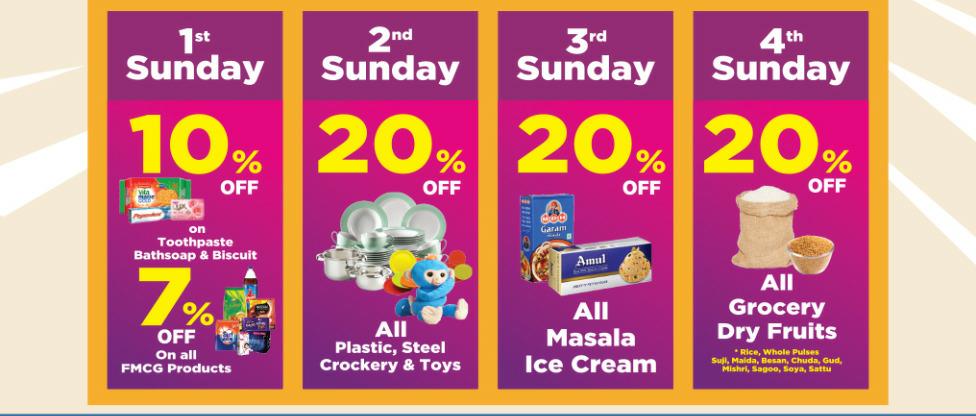 1st
Sunday
10%
OFF
on
Toothpaste
Bathsoap & Biscuit
7%
OFF
On all
FMCG Products
2nd
Sunday
20%
OFF
All
Plastic, Steel
Crockery & Toys
3rd
Sunday
20%
OFF
Garam
Amul
All
Masala
Ice Cream
4th
Sunday
20%
OFF
All
Grocery
Dry Fruits
* Rice, Whole Pulses
Suji, Maida, Besan, Chuda, Gud,
Mishri, Sagoo, Soya, Sattu